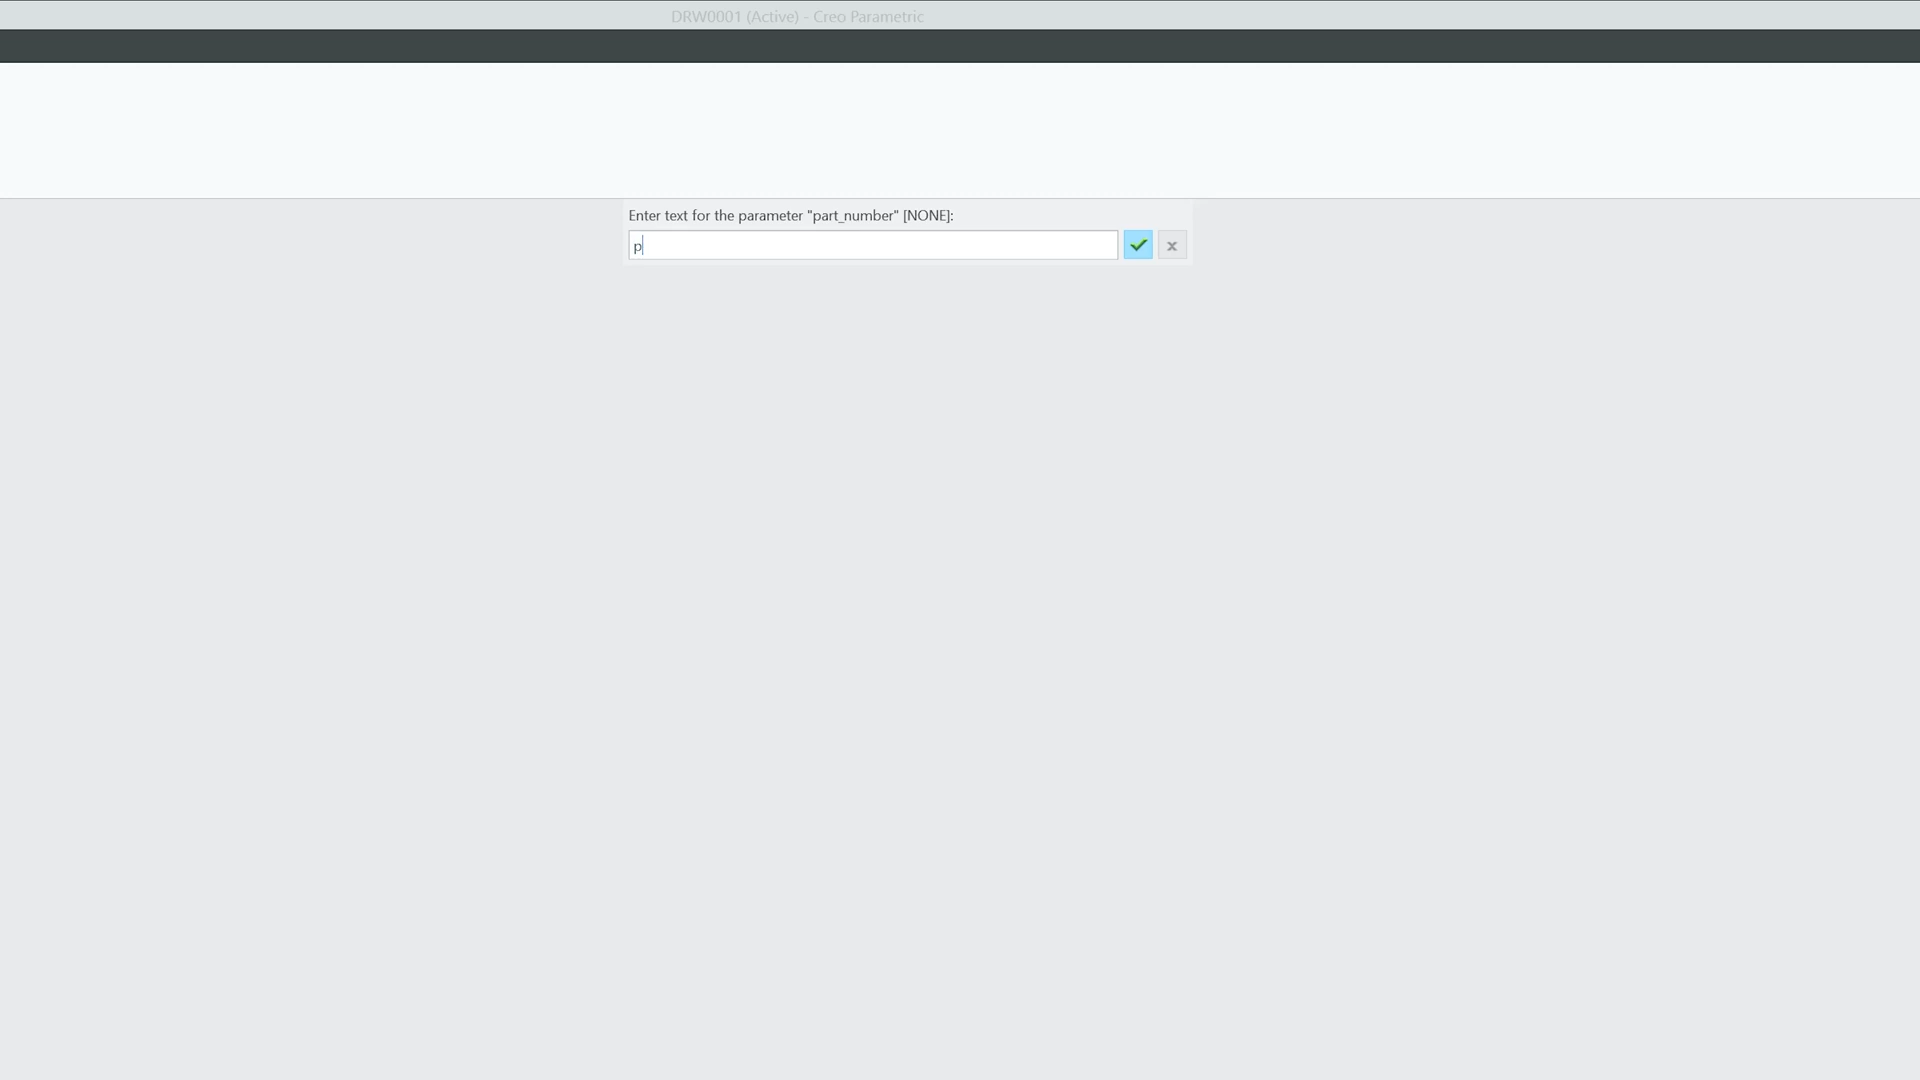 DRW0001 (Active) - Creo Parametric
Enter text for the parameter "part_number" [NONE]:
p